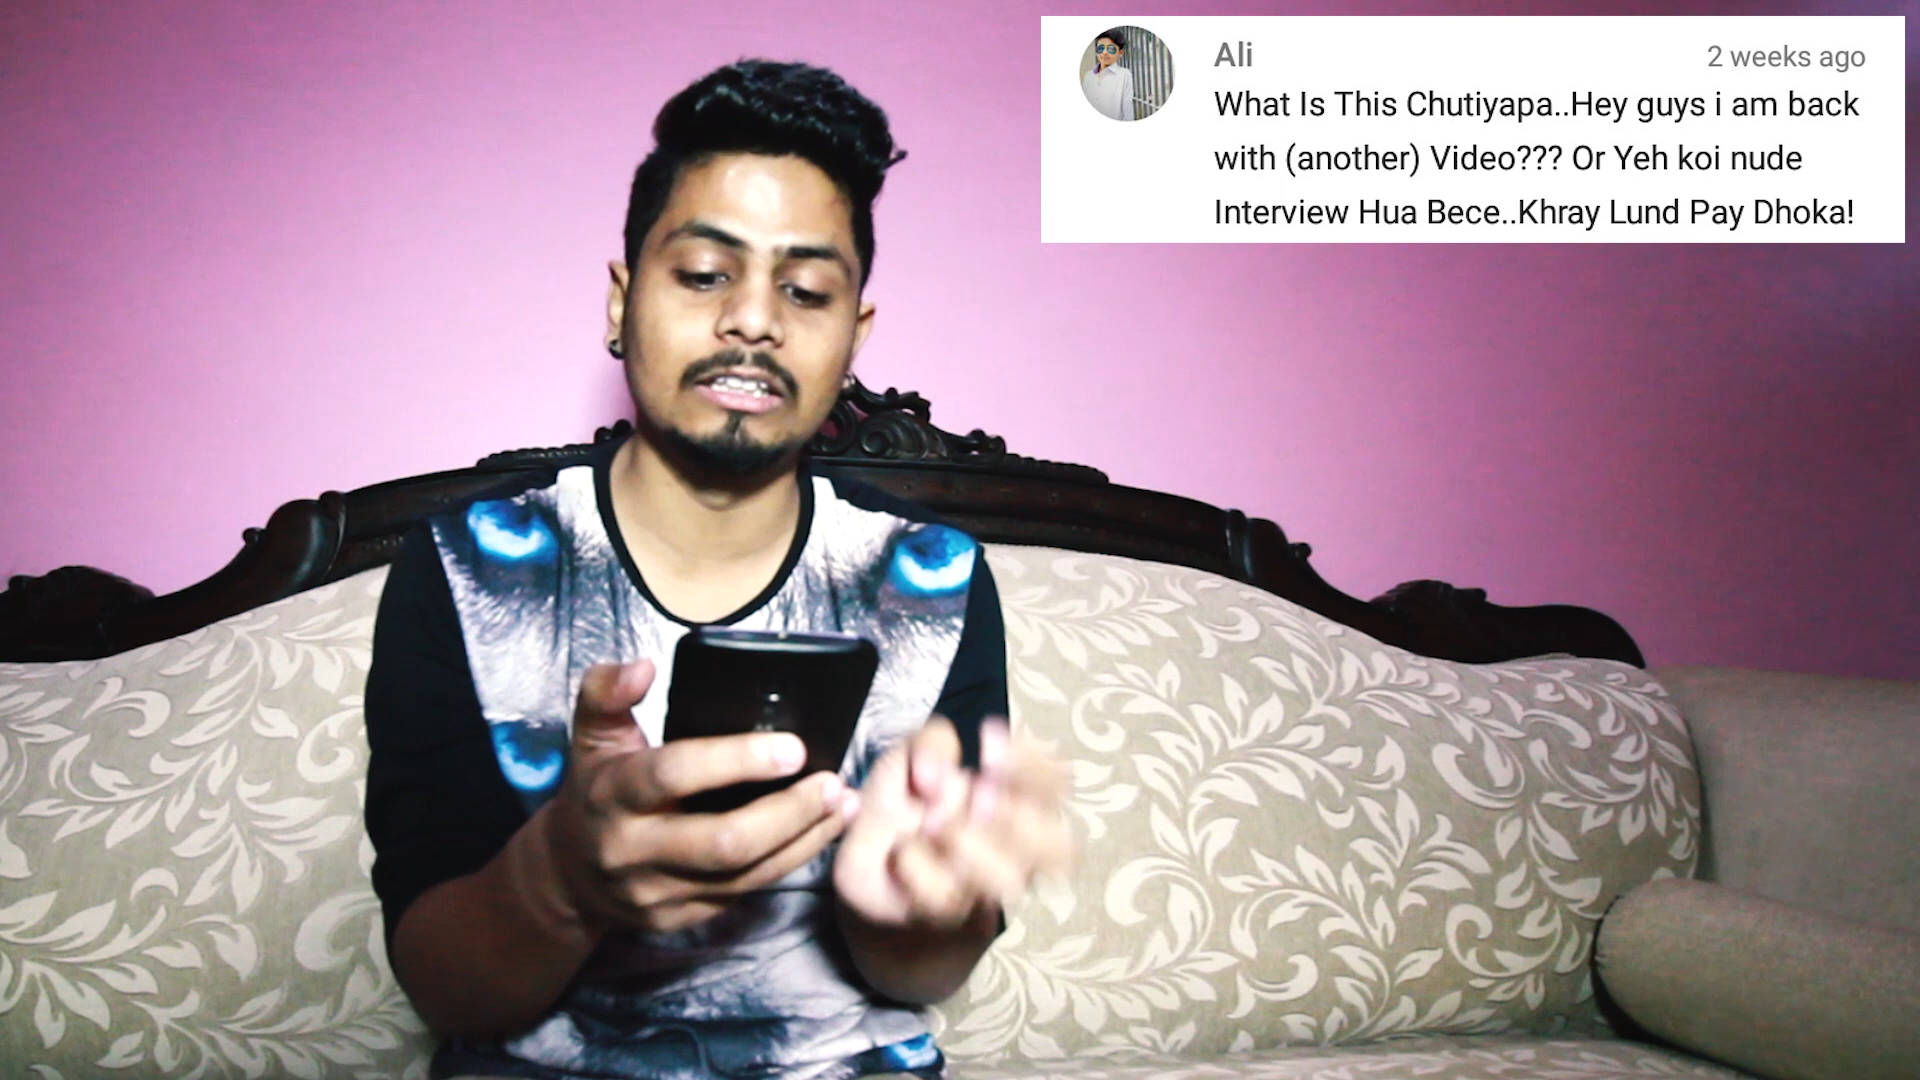 Ali
2 weeks ago
What Is This Chutiyapa..Hey guys i am back
with (another) Video??? Or Yeh koi nude
Interview Hua Bece..Khray Lund Pay Dhoka!